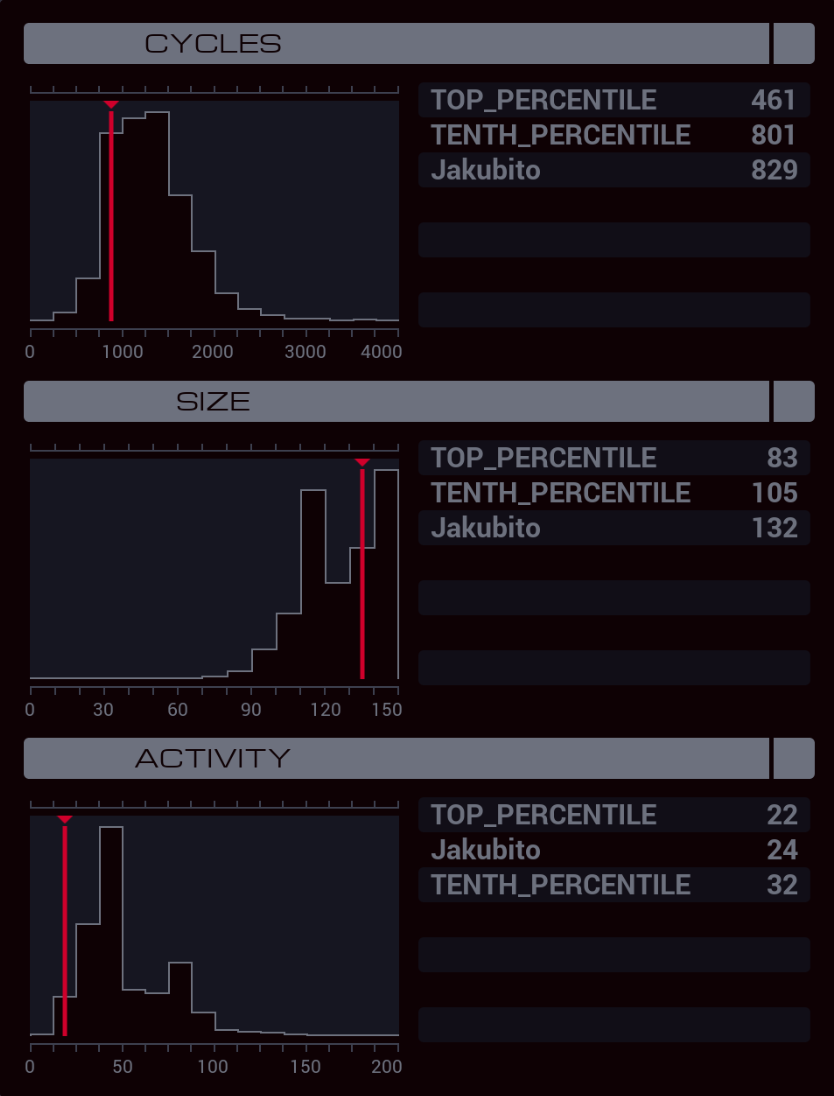 CYCLES
TOP_PERCENTILE 461
TENTH_PERCENTILE 801
Jakubito 829
0 1000 2000 3000 4000
SIZE
TOP_PERCENTILE 83
TENTH_PERCENTILE 105
Jakubito 132
0 30 60 90 120 150
ACTIVITY
TOP_PERCENTILE 22
Jakubito 24
TENTH_PERCENTILE 32
0 50 100 150 200